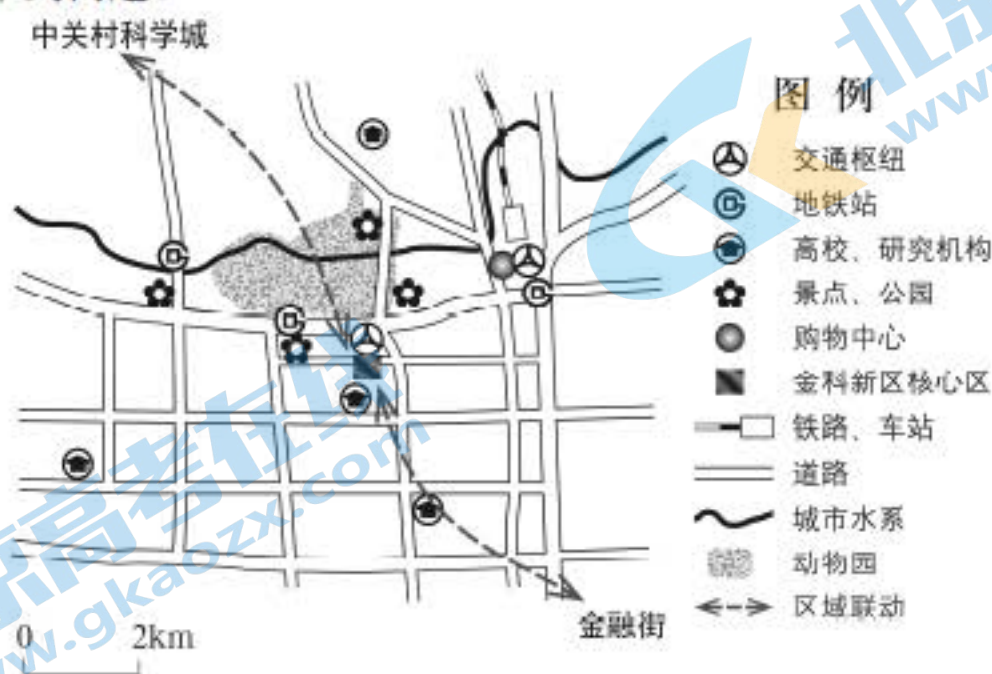 中关村科学城
图 例
交通枢纽
地铁站
高校、研究机构
景点、公园
购物中心
金科新区核心区
铁路、车站
道路
城市水系
动物园
区域联动
金融街
0 2km
www.gkaozx.com